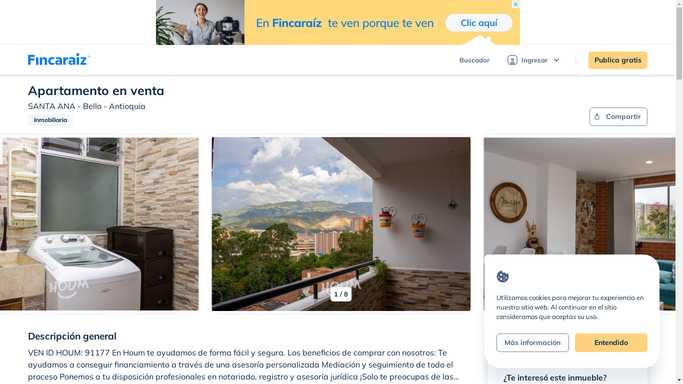 En Fincaraíz te ven porque te ven
Clic aquí
Fincaraiz
Buscador
Ingresar
Publica gratis
Apartamento en venta
SANTA ANA - Bello - Antioquia
Inmobiliaria
Compartir
HOUM
HOUM
1 / 8
Descripción general
VEN ID HOUM: 91177 En Houm te ayudamos de forma fácil y segura. Los beneficios de comprar con nosotros: Te
ayudamos a conseguir financiamiento a través de una asesoría personalizada Mediación y seguimiento de todo el
proceso Ponemos a tu disposición profesionales en notariado, registro y asesoría jurídica ¡Solo te preocupas de las...
Utilizamos cookies para mejorar tu experiencia en
nuestro sitio web. Al continuar en el sitio
consideramos que aceptas su uso.
Más información
Entendido
¿Te interesó este inmueble?